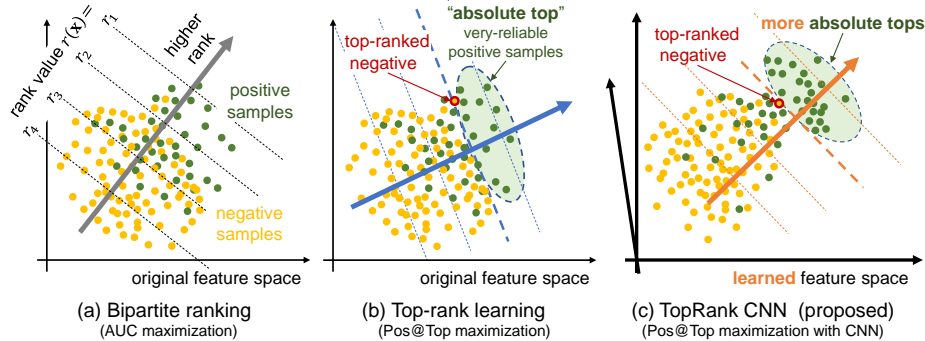 rank value r(x)=
r1
r2
r3
r4
higher
rank
positive
samples
negative
samples
original feature space
(a) Bipartite ranking
(AUC maximization)
"absolute top"
very-reliable
positive samples
top-ranked
negative
original feature space
(b) Top-rank learning
(Pos@Top maximization)
more absolute tops
top-ranked
negative
learned feature space
(c) TopRank CNN (proposed)
(Pos@Top maximization with CNN)